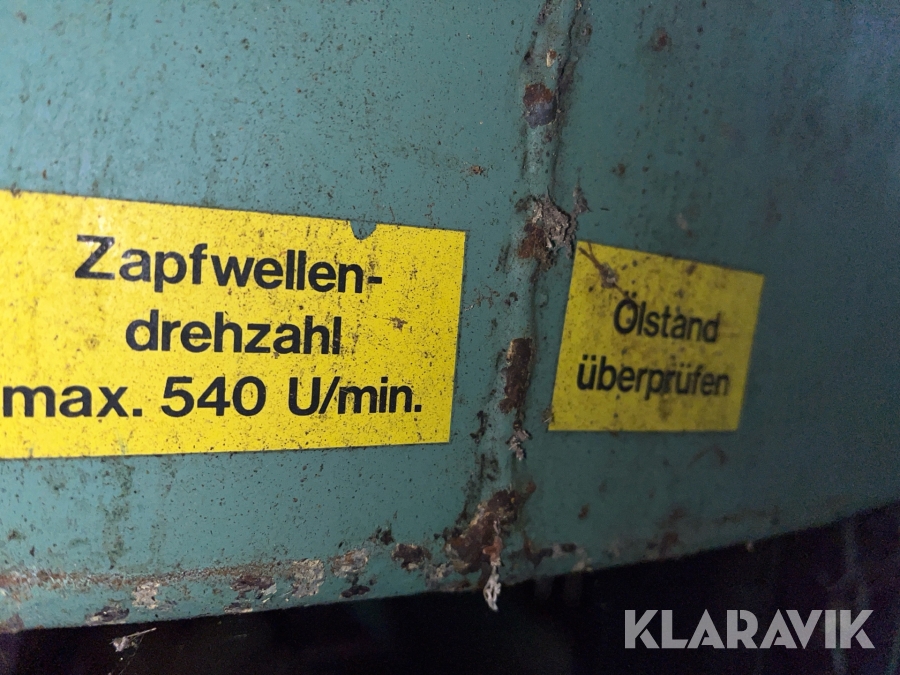 Zapfwellen-
drehzahl
max. 540 U/min.
Ölstand
überprüfen
KLARAVIK